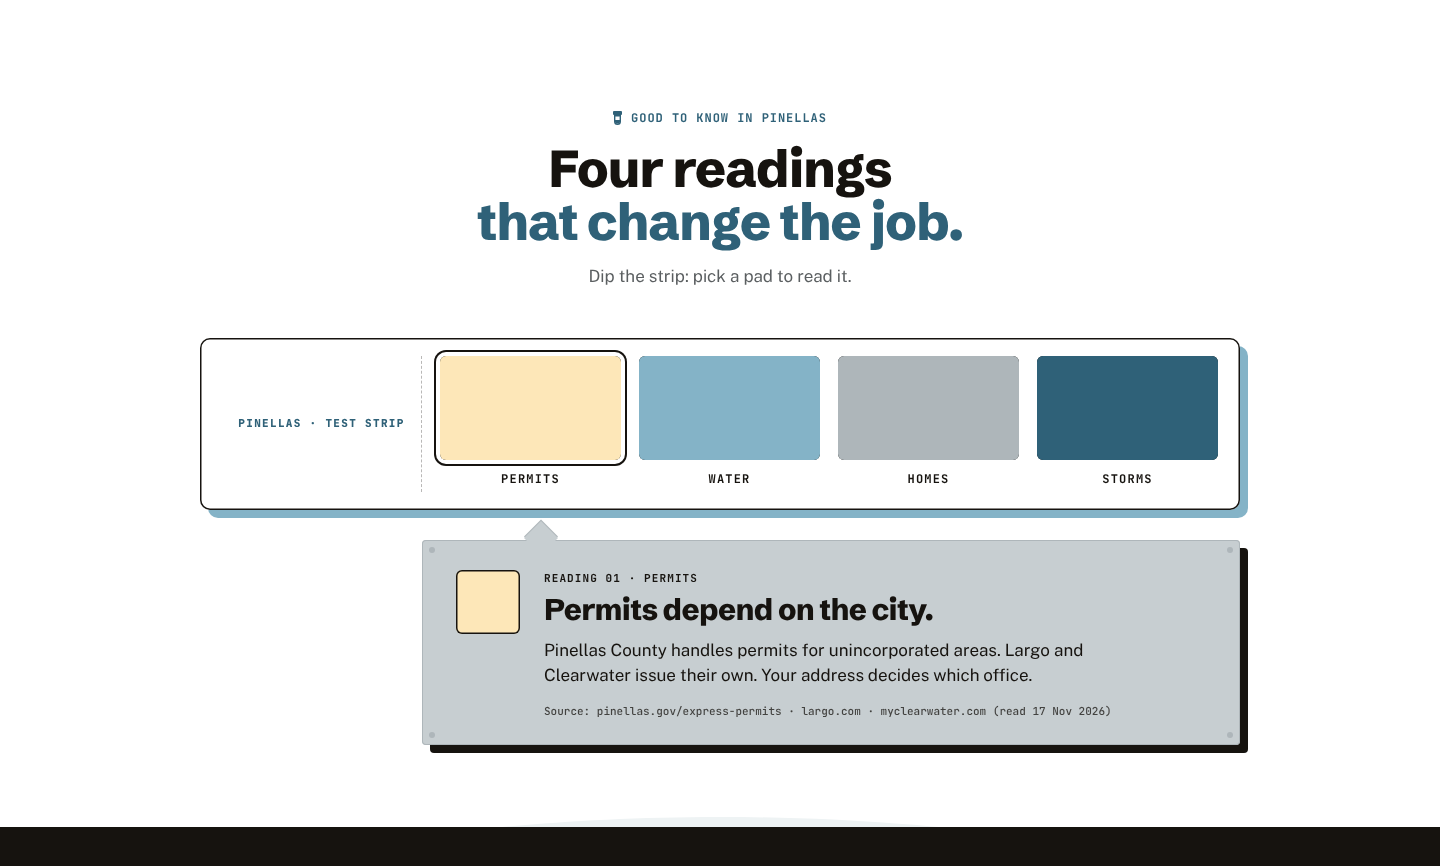 GOOD TO KNOW IN PINELLAS
Four readings
that change the job.
Dip the strip: pick a pad to read it.
PINELLAS · TEST STRIP
PERMITS
WATER
HOMES
STORMS
READING 01 · PERMITS
Permits depend on the city.
Pinellas County handles permits for unincorporated areas. Largo and
Clearwater issue their own. Your address decides which office.
Source: pinellas.gov/express-permits · largo.com · myclearwater.com (read 17 Nov 2026)